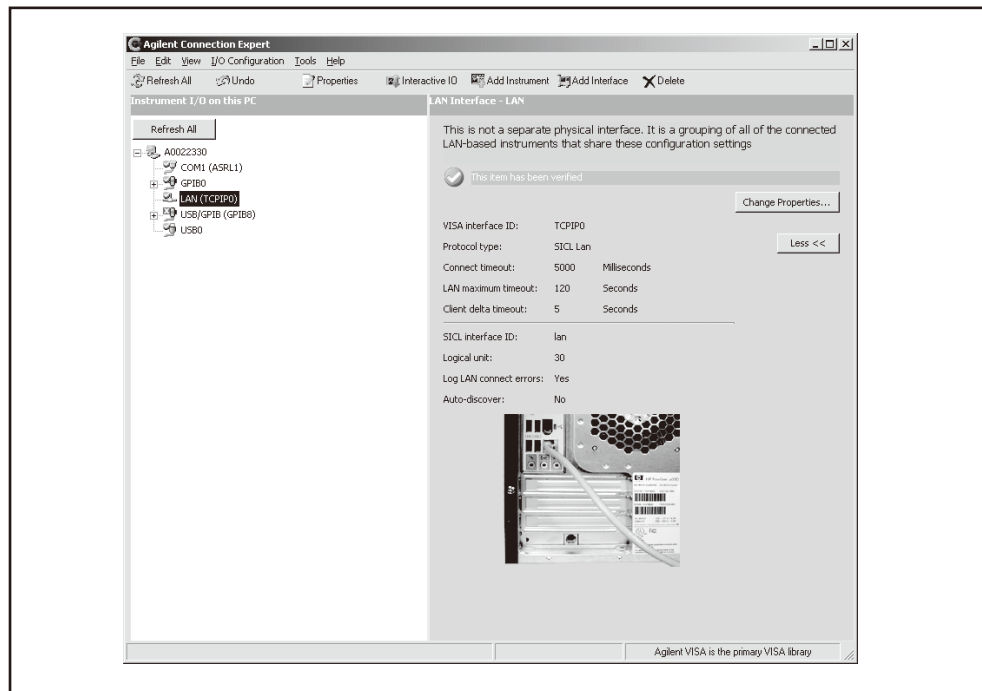 Agilent Connection Expert
File Edit View I/O Configuration Tools Help
Refresh All Undo Properties Interactive IO Add Instrument Add Interface Delete
Instrument I/O on this PC
LAN Interface - LAN
Refresh All
This is not a separate physical interface. It is a grouping of all of the connected
LAN-based instruments that share these configuration settings
A0022330
COM1 (ASRL1)
GPIB0
LAN (TCPIP0)
USB/GPIB (GPIB8)
USB0
This item has been verified
Change Properties...
VISA interface ID: TCPIP0
Less <<
Protocol type: SICL Lan
Connect timeout: 5000 Milliseconds
LAN maximum timeout: 120 Seconds
Client delta timeout: 5 Seconds
SICL interface ID: lan
Logical unit: 30
Log LAN connect errors: Yes
Auto-discover: No
Agilent VISA is the primary VISA library